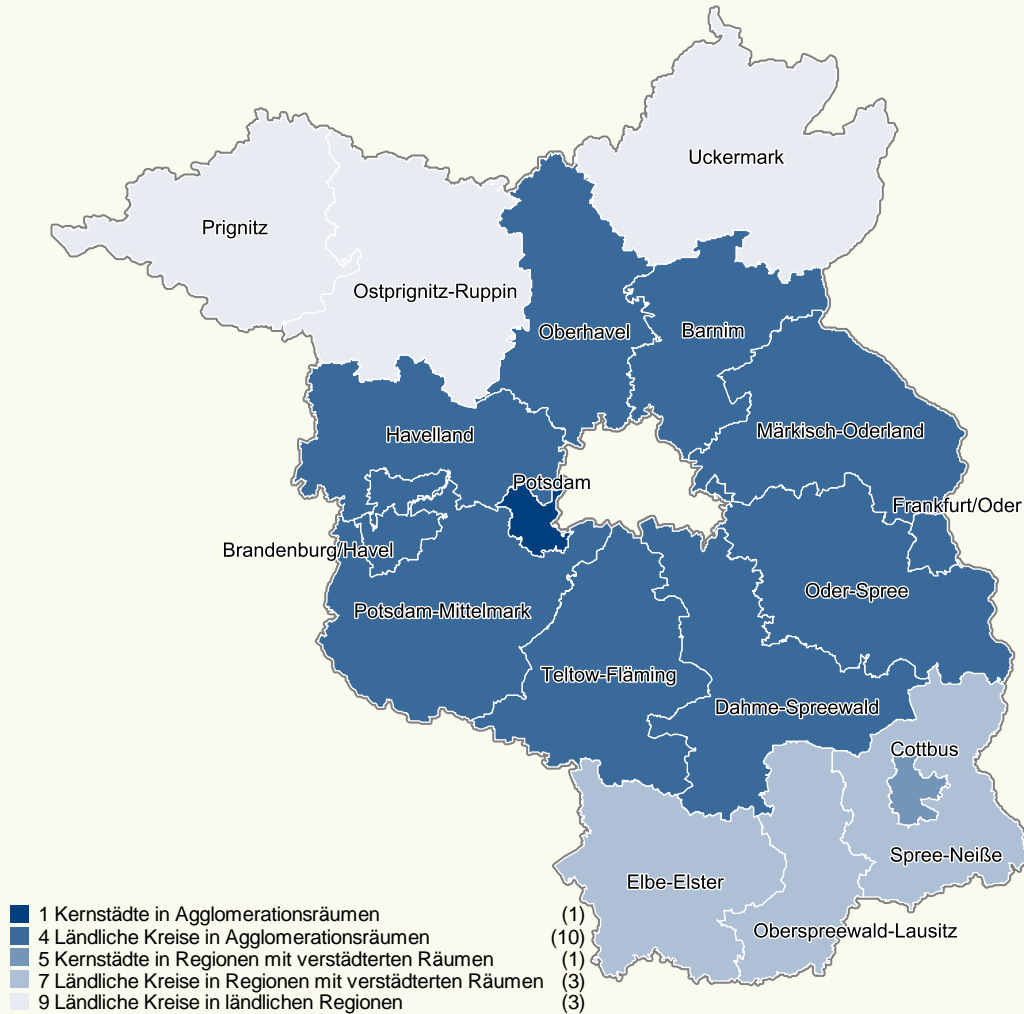 Uckermark
Prignitz
Ostprignitz-Ruppin
Oberhavel
Barnim
Märkisch-Oderland
Havelland
Potsdam
Frankfurt/Oder
Brandenburg/Havel
Oder-Spree
Potsdam-Mittelmark
Teltow-Fläming
Dahme-Spreewald
Cottbus
Spree-Neiße
Elbe-Elster
Oberspreewald-Lausitz
1 Kernstädte in Agglomerationsräumen (1)
4 Ländliche Kreise in Agglomerationsräumen (10)
5 Kernstädte in Regionen mit verstädterten Räumen (1)
7 Ländliche Kreise in Regionen mit verstädterten Räumen (3)
9 Ländliche Kreise in ländlichen Regionen (3)